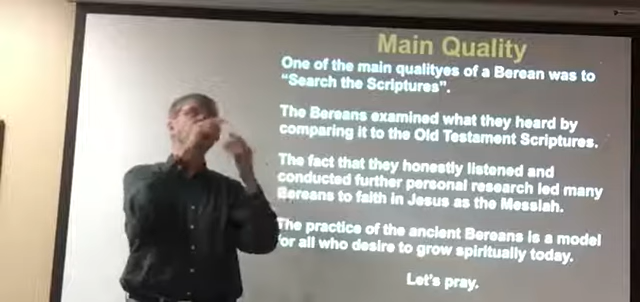 Main Quality
One of the main qualityes of a Berean was to
“Search the Scriptures”.
The Bereans examined what they heard by
comparing it to the Old Testament Scriptures.
The fact that they honestly listened and
conducted further personal research led many
Bereans to faith in Jesus as the Messiah.
The practice of the ancient Bereans is a model
for all who desire to grow spiritually today.
Let's pray.